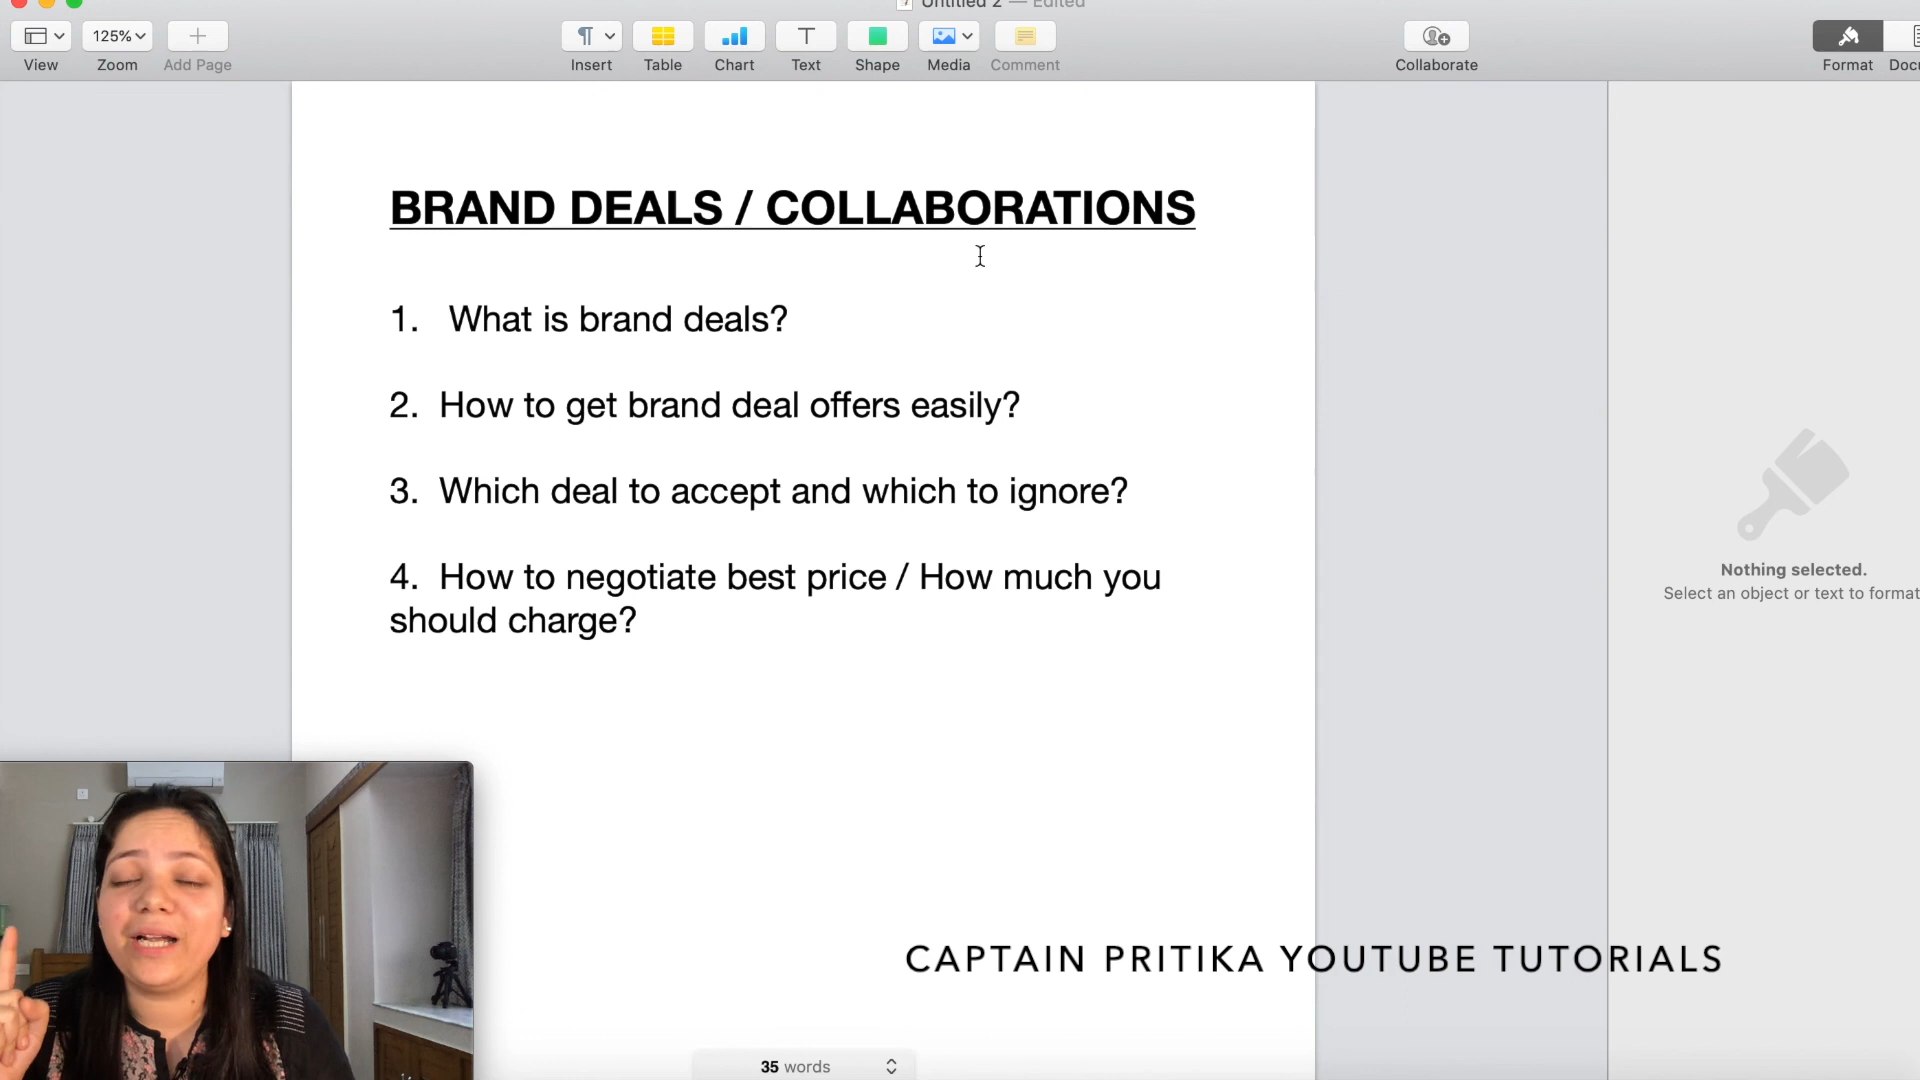 Untitled 2 — Edited
125%
View
Zoom
Add Page
Insert
Table
Chart
Text
Shape
Media
Comment
Collaborate
Format
BRAND DEALS / COLLABORATIONS
1. What is brand deals?
2. How to get brand deal offers easily?
3. Which deal to accept and which to ignore?
4. How to negotiate best price / How much you
should charge?
Nothing selected.
Select an object or text to format
CAPTAIN PRITIKA YOUTUBE TUTORIALS
35 words